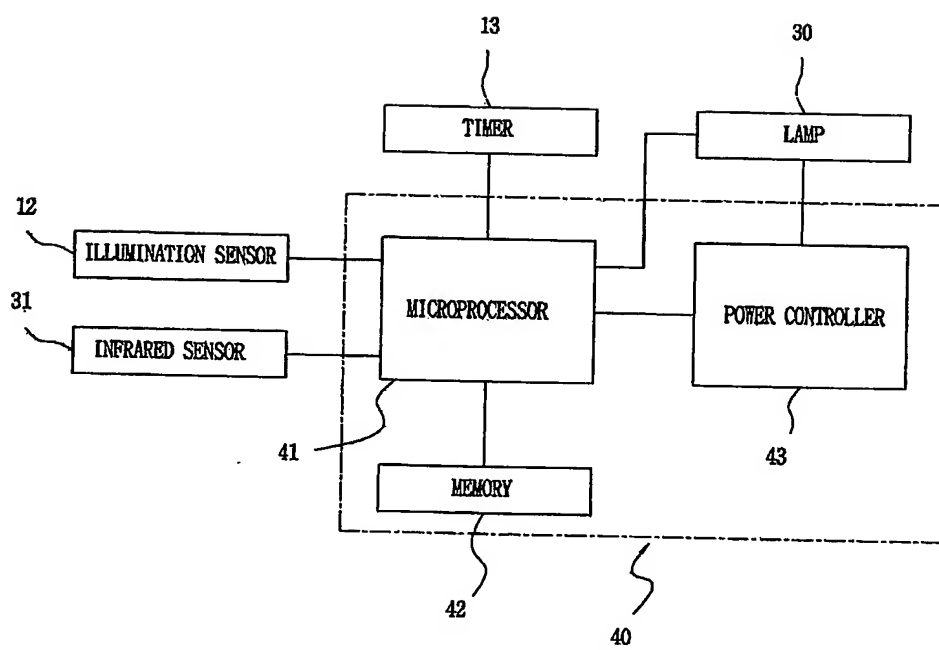 13
30
TIMER
LAMP
12
ILLUMINATION SENSOR
31
MICROPROCESSOR
POWER CONTROLLER
INFRARED SENSOR
41
43
MEMORY
42
40